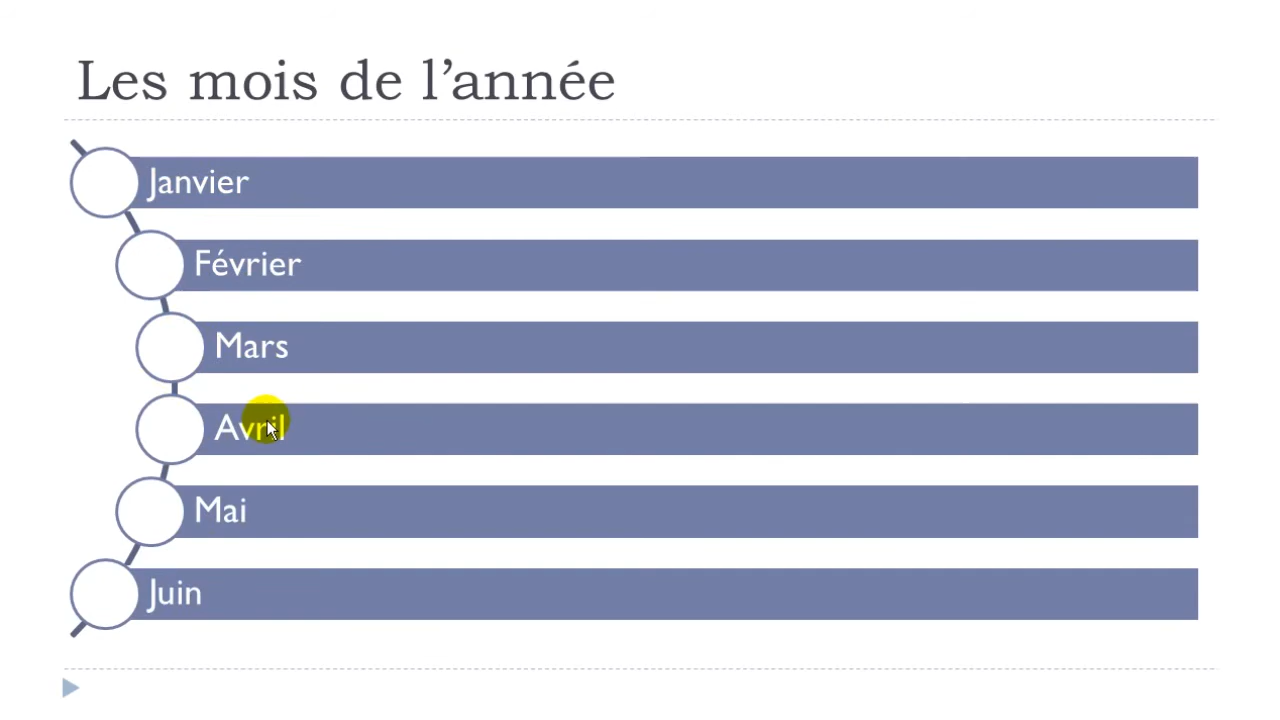 Les mois de l’année
Janvier
Février
Mars
Avril
Mai
Juin